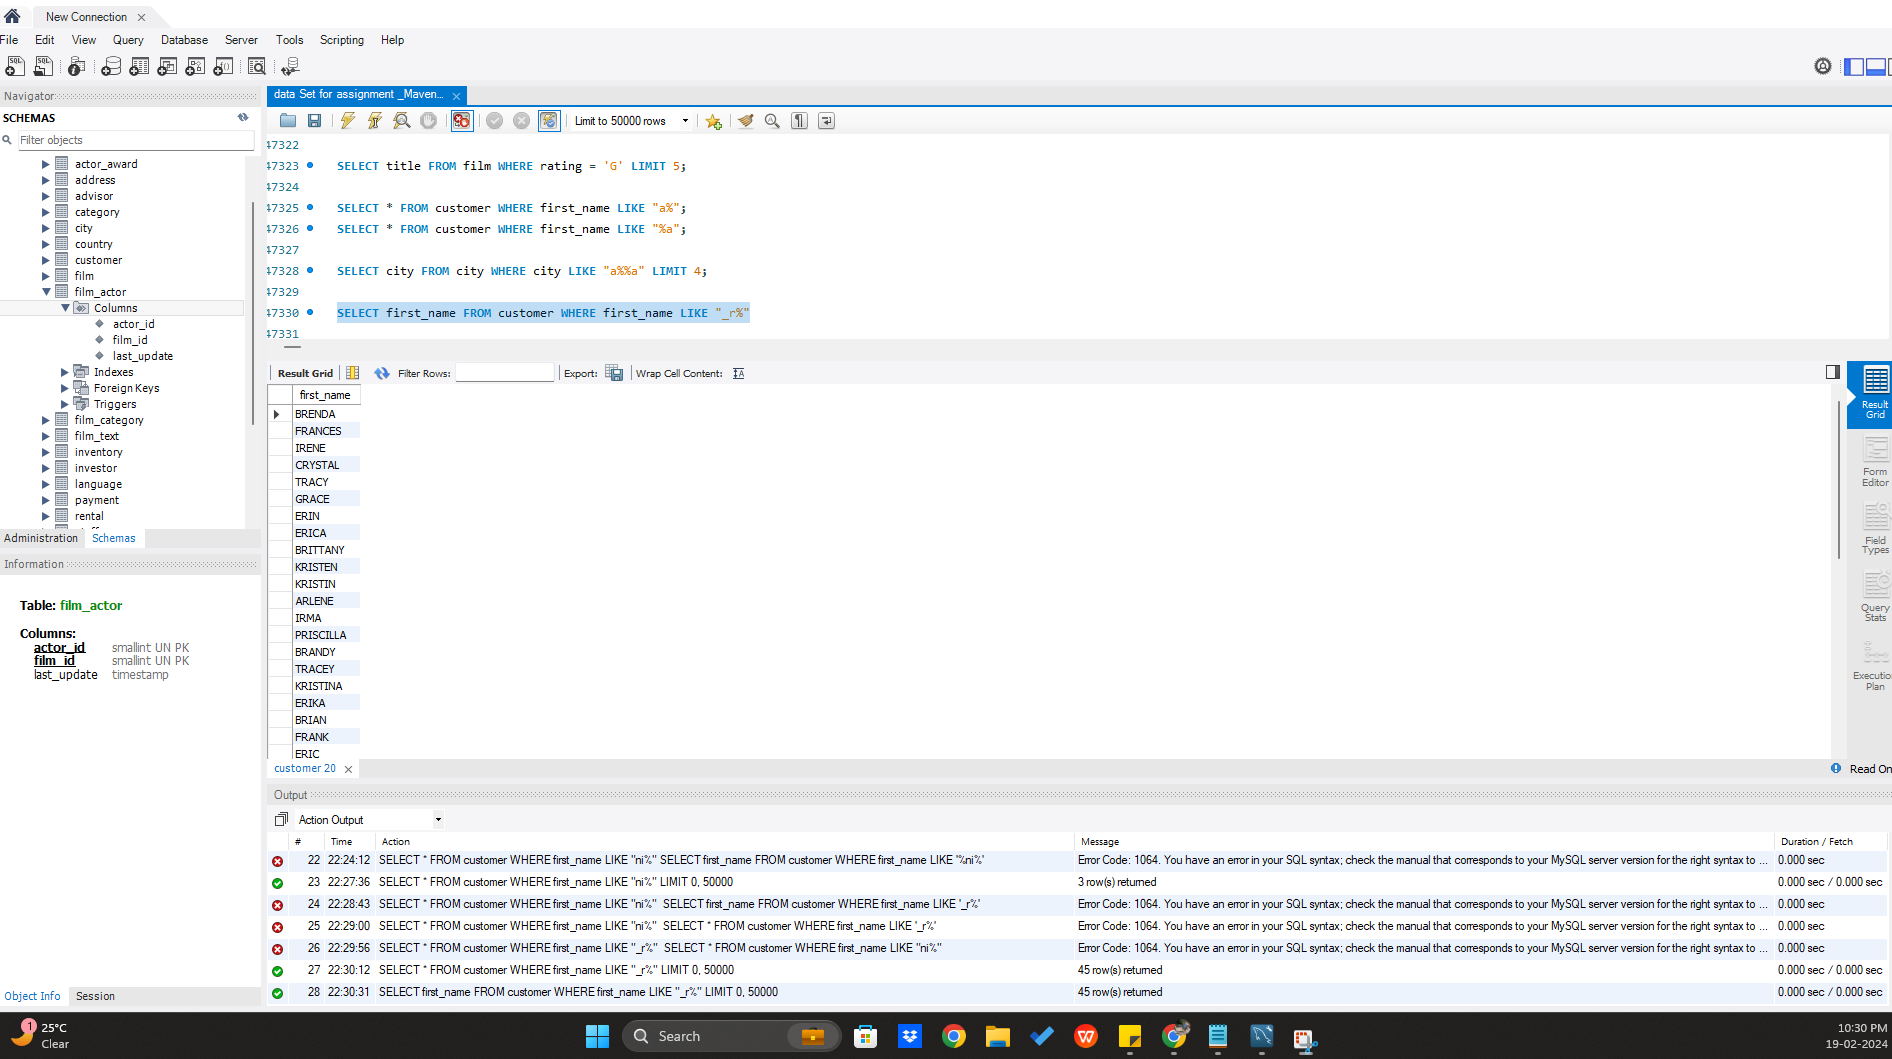 New Connection
File Edit View Query Database Server Tools Scripting Help
Navigator
SCHEMAS
Filter objects
actor_award
address
advisor
category
city
country
customer
film
film_actor
Columns
actor_id
film_id
last_update
Indexes
Foreign Keys
Triggers
film_category
film_text
inventory
investor
language
payment
rental
Administration Schemas
Information
Table: film_actor
Columns:
actor_id smallint UN PK
film_id smallint UN PK
last_update timestamp
Object Info Session
data Set for assignment _Maven...
Limit to 50000 rows
47322
47323 SELECT title FROM film WHERE rating = 'G' LIMIT 5;
47324
47325 SELECT * FROM customer WHERE first_name LIKE "a%";
47326 SELECT * FROM customer WHERE first_name LIKE "%a";
47327
47328 SELECT city FROM city WHERE city LIKE "a%%a" LIMIT 4;
47329
47330 SELECT first_name FROM customer WHERE first_name LIKE "_r%"
47331
Result Grid Filter Rows: Export: Wrap Cell Content:
first_name
BRENDA
FRANCES
IRENE
CRYSTAL
TRACY
GRACE
ERIN
ERICA
BRITTANY
KRISTEN
KRISTIN
ARLENE
IRMA
PRISCILLA
BRANDY
TRACEY
KRISTINA
ERIKA
BRIAN
FRANK
ERIC
Result
Grid
Form
Editor
Field
Types
Query
Stats
Executio
Plan
customer 20
Read On
Output
Action Output
# Time Action Message Duration / Fetch
22 22:24:12 SELECT * FROM customer WHERE first_name LIKE "ni%" SELECT first_name FROM customer WHERE first_name LIKE '%ni%' Error Code: 1064. You have an error in your SQL syntax; check the manual that corresponds to your MySQL server version for the right syntax to ... 0.000 sec
23 22:27:36 SELECT * FROM customer WHERE first_name LIKE "ni%" LIMIT 0, 50000 3 row(s) returned 0.000 sec / 0.000 sec
24 22:28:43 SELECT * FROM customer WHERE first_name LIKE "ni%" SELECT first_name FROM customer WHERE first_name LIKE '_r%' Error Code: 1064. You have an error in your SQL syntax; check the manual that corresponds to your MySQL server version for the right syntax to ... 0.000 sec
25 22:29:00 SELECT * FROM customer WHERE first_name LIKE "ni%" SELECT * FROM customer WHERE first_name LIKE '_r%' Error Code: 1064. You have an error in your SQL syntax; check the manual that corresponds to your MySQL server version for the right syntax to ... 0.000 sec
26 22:29:56 SELECT * FROM customer WHERE first_name LIKE "_r%" SELECT * FROM customer WHERE first_name LIKE "ni%" Error Code: 1064. You have an error in your SQL syntax; check the manual that corresponds to your MySQL server version for the right syntax to ... 0.000 sec
27 22:30:12 SELECT * FROM customer WHERE first_name LIKE "_r%" LIMIT 0, 50000 45 row(s) returned 0.000 sec / 0.000 sec
28 22:30:31 SELECT first_name FROM customer WHERE first_name LIKE "_r%" LIMIT 0, 50000 45 row(s) returned 0.000 sec / 0.000 sec
1
25°C
Clear
Search
10:30 PM
19-02-2024